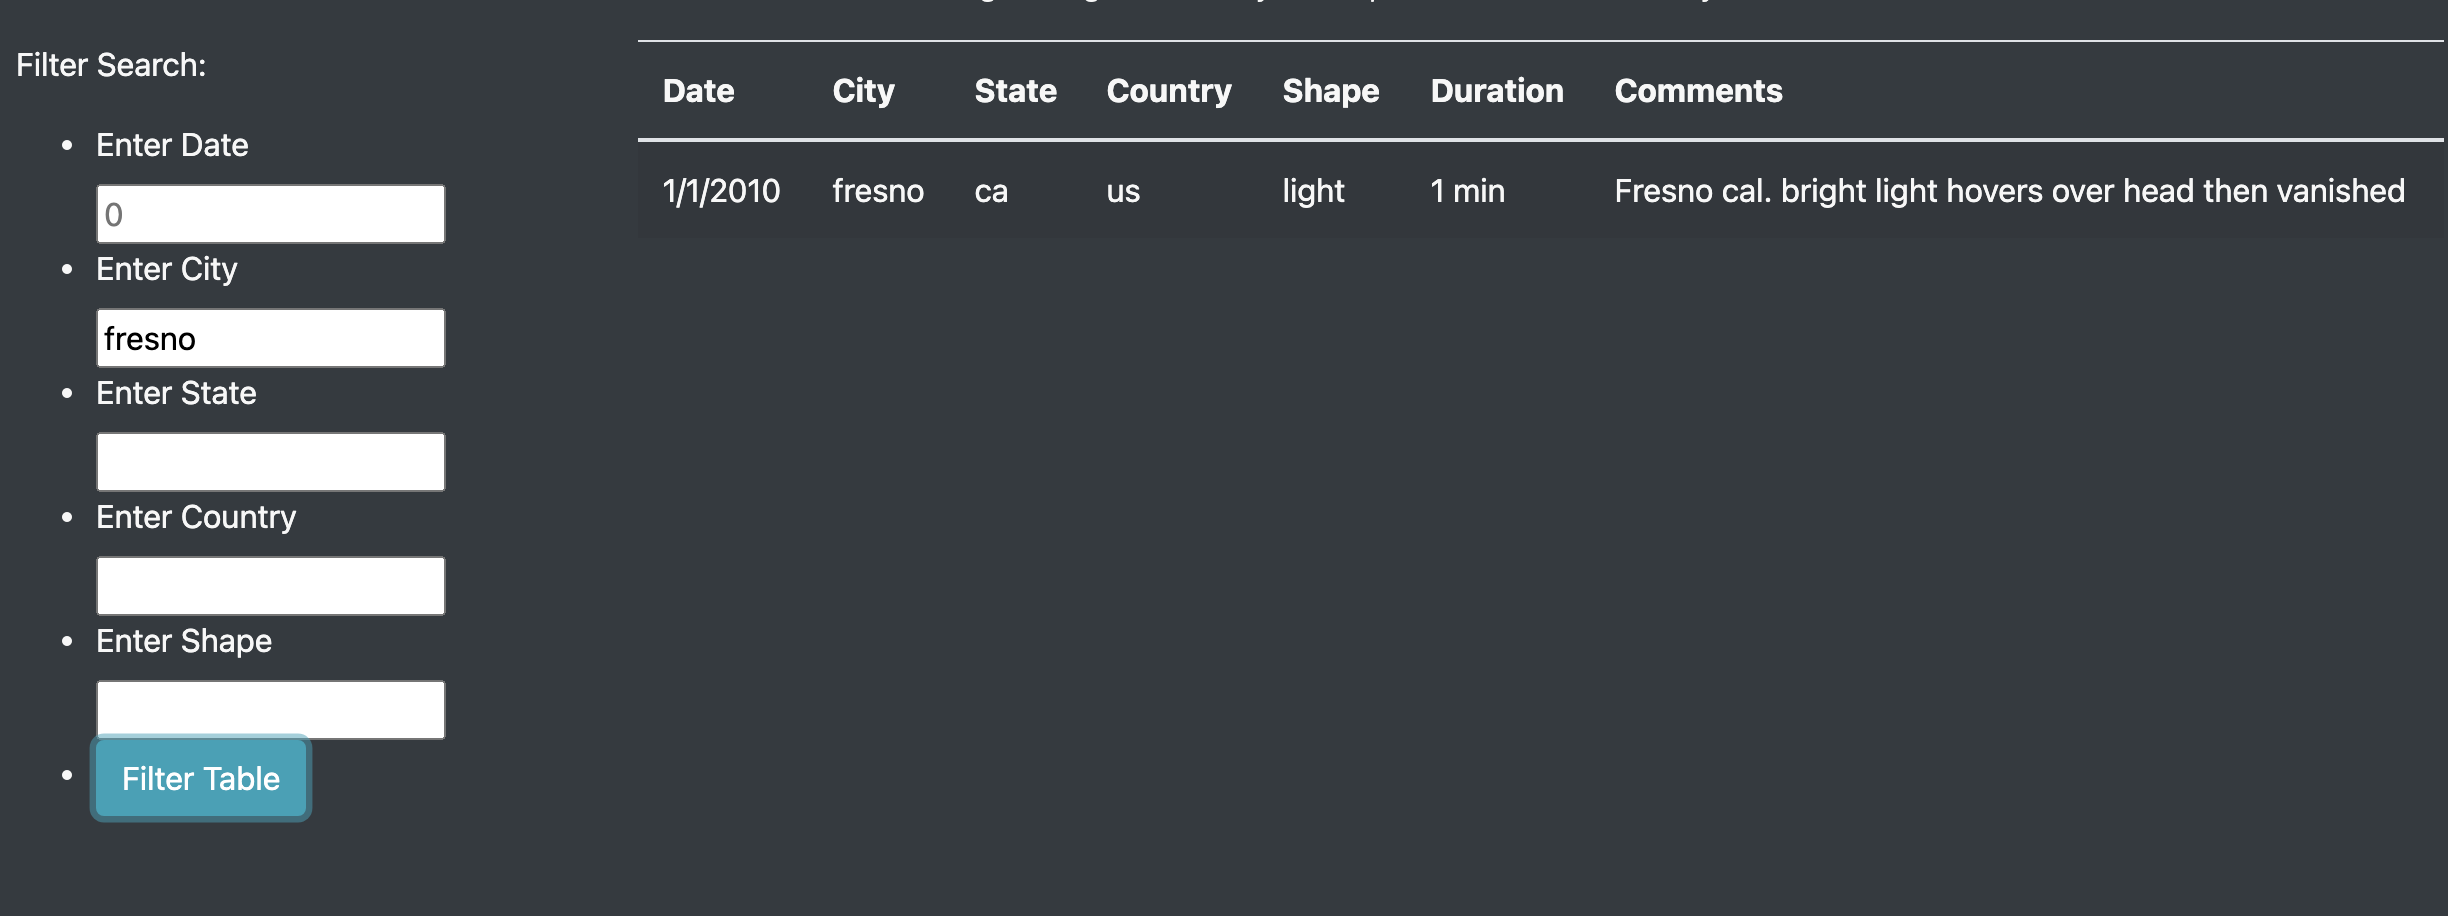 Filter Search:
Enter Date
0
Enter City
fresno
Enter State
Enter Country
Enter Shape
Filter Table
Date City State Country Shape Duration Comments
1/1/2010 fresno ca us light 1 min Fresno cal. bright light hovers over head then vanished